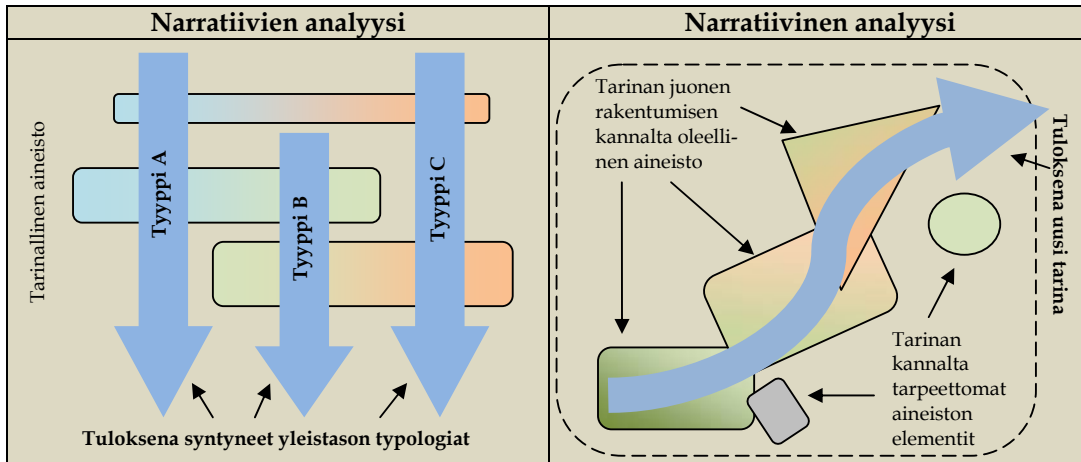 Narratiivien analyysi
Tarinallinen aineisto
Tyyppi A
Tyyppi B
Tyyppi C
Tuloksena syntyneet yleistason typologiat
Narratiivinen analyysi
Tarinan juonen
rakentumisen
kannalta oleelli-
nen aineisto
Tuloksena uusi tarina
Tarinan
kannalta
tarpeettomat
aineiston
elementit